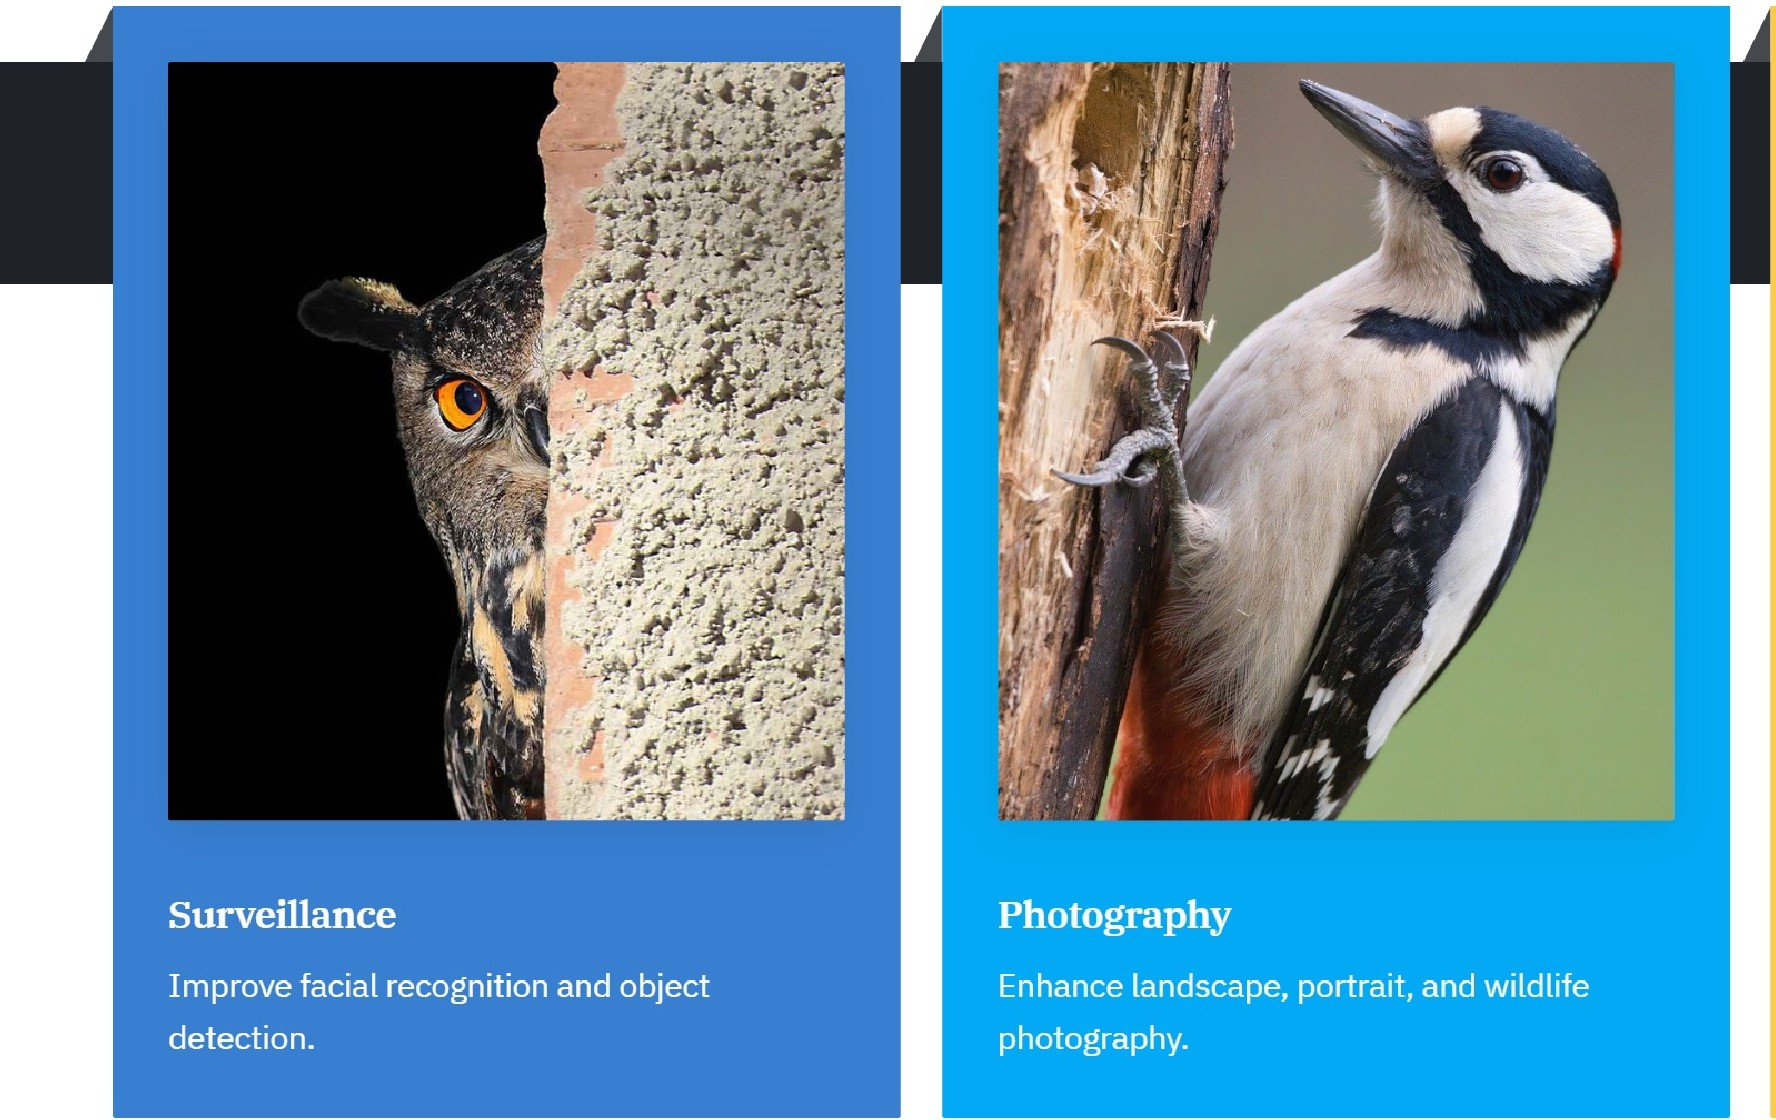 Surveillance
Improve facial recognition and object
detection.
Photography
Enhance landscape, portrait, and wildlife
photography.